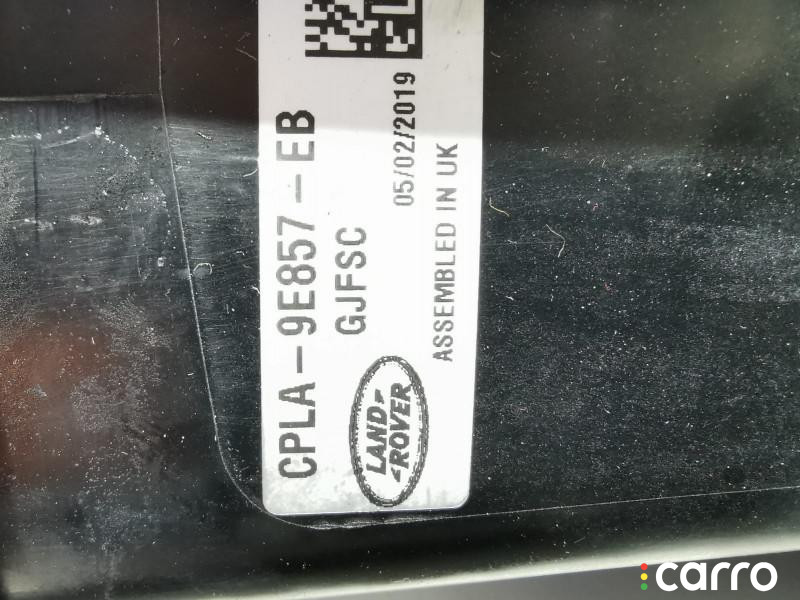 CPLA-9E857-EB
GJFSC
05/02/2019
ASSEMBLED IN UK
LAND
ROVER
carro